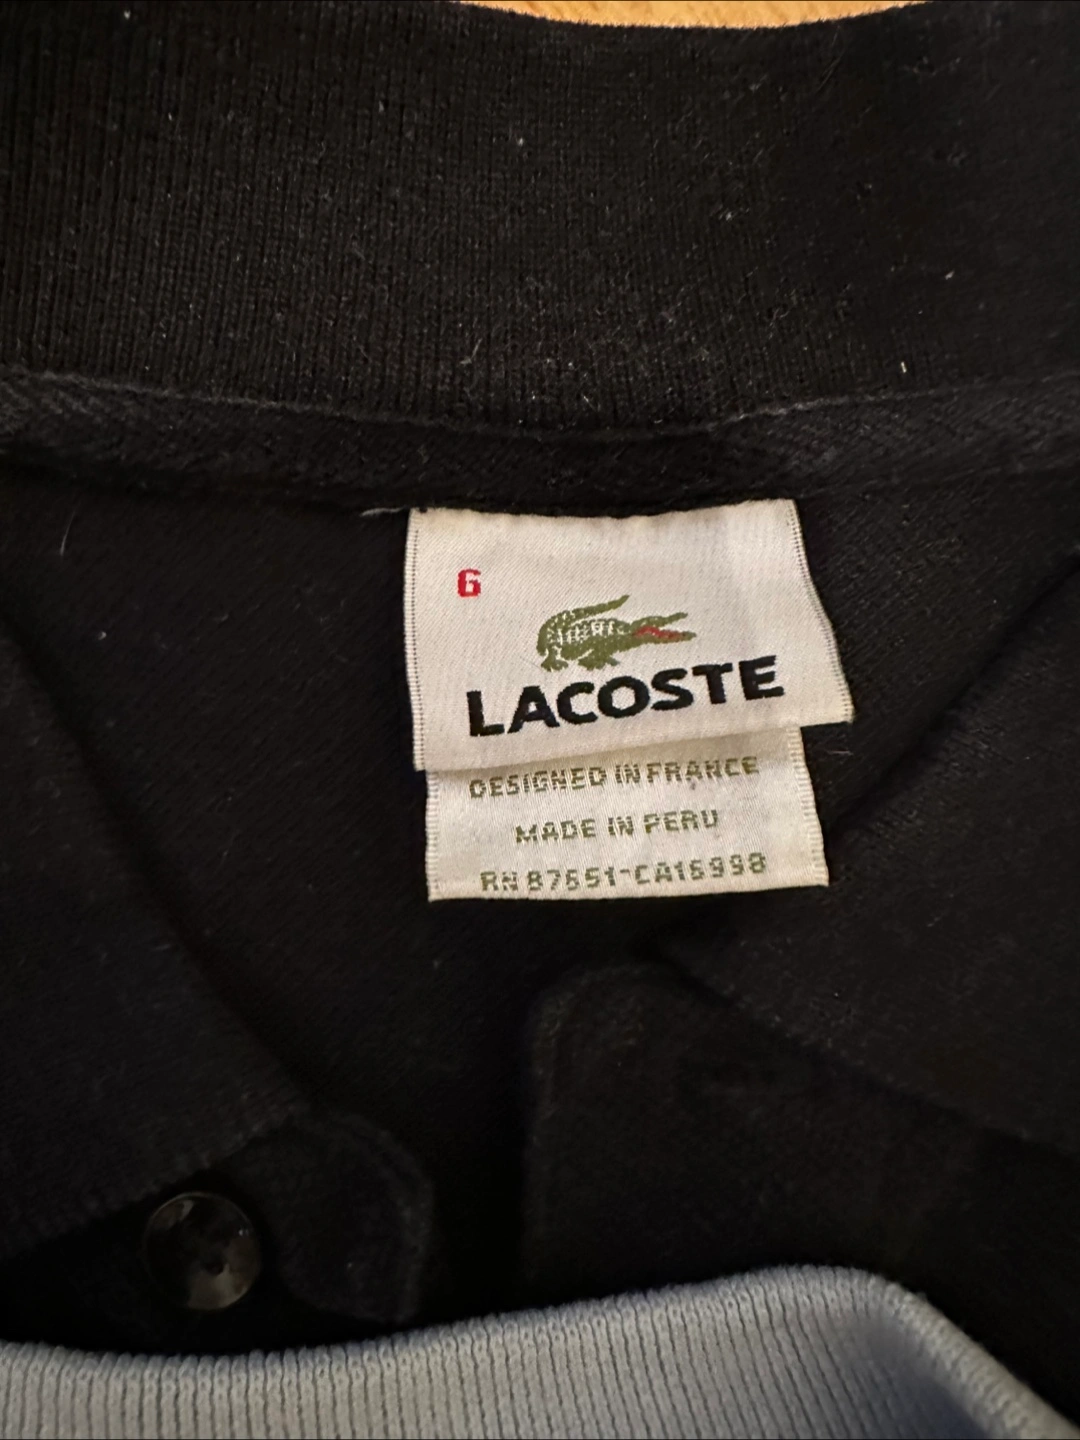 6
LACOSTE
DESIGNED IN FRANCE
MADE IN PERU
RN 87651-CA16998